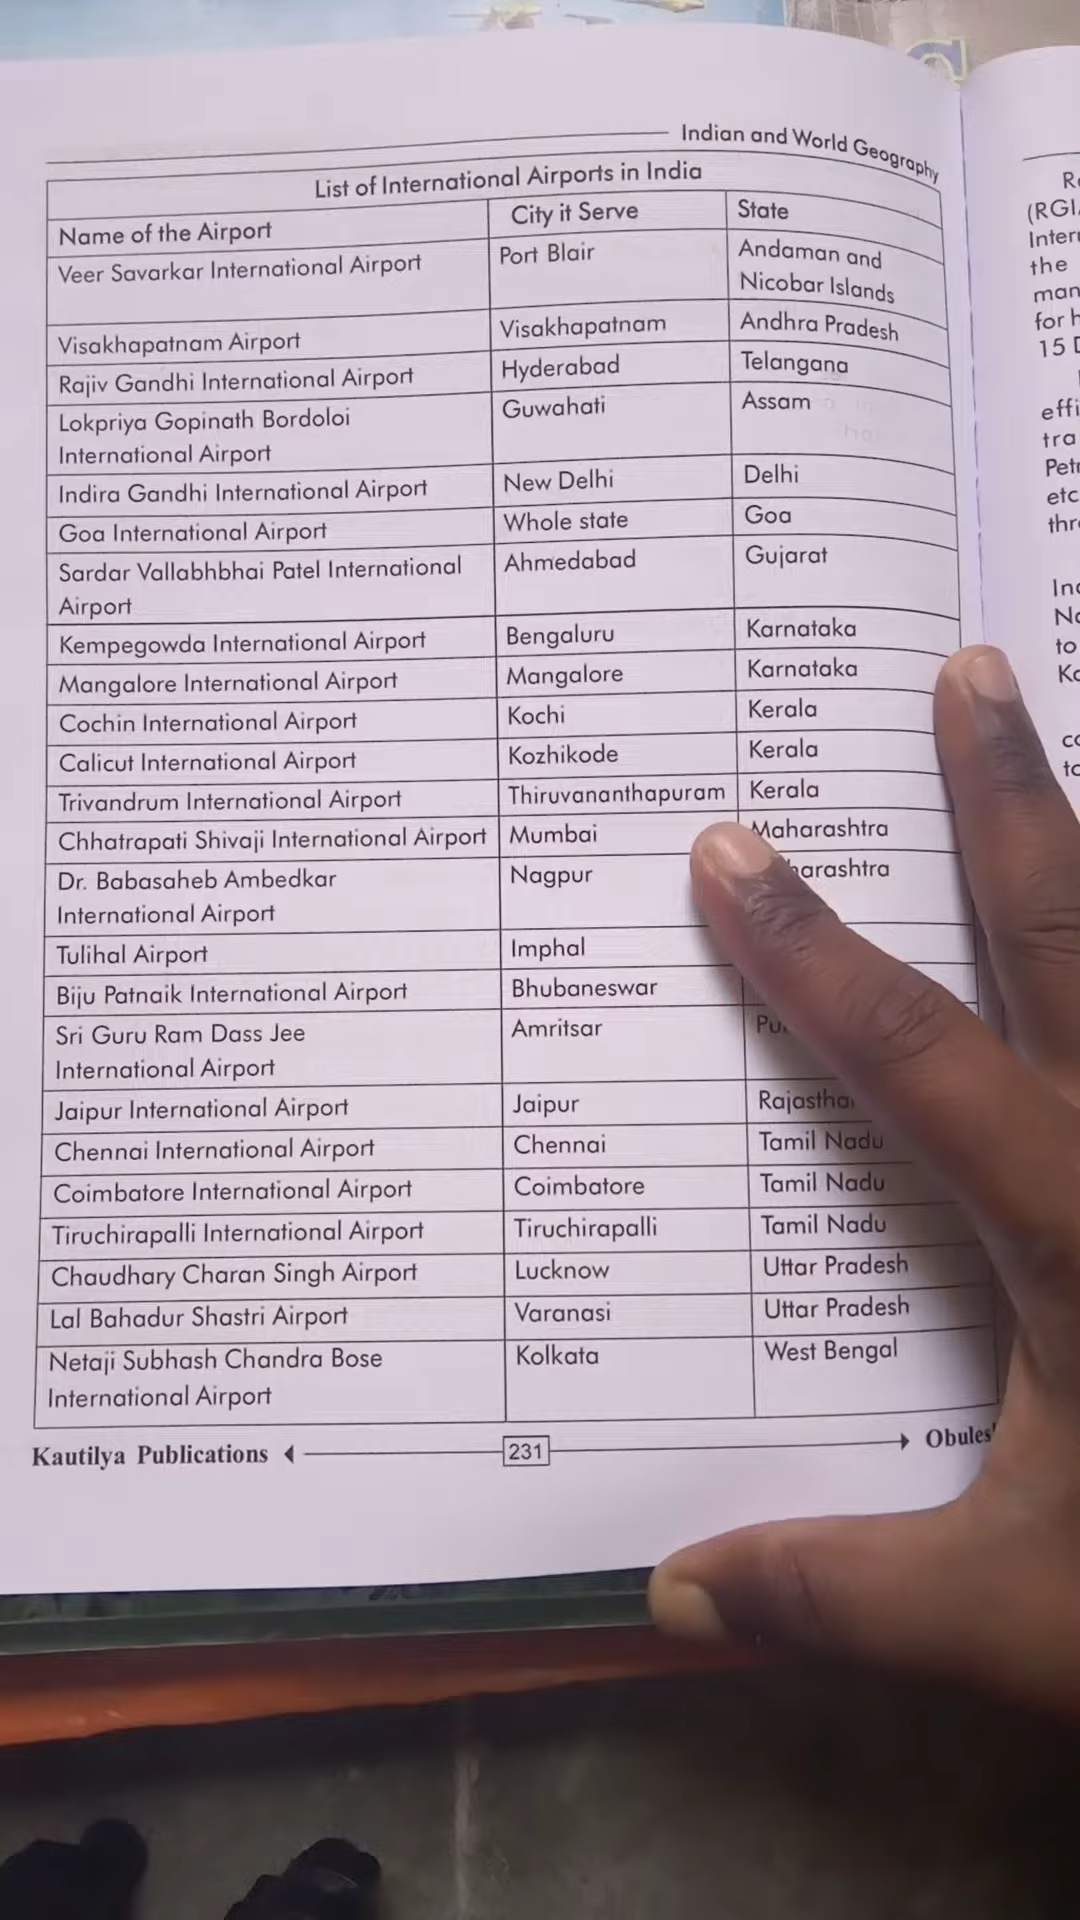 Indian and World Geography
List of International Airports in India
Name of the Airport City it Serve State
Veer Savarkar International Airport Port Blair Andaman and
Nicobar Islands
Visakhapatnam Airport Visakhapatnam Andhra Pradesh
Rajiv Gandhi International Airport Hyderabad Telangana
Lokpriya Gopinath Bordoloi Guwahati Assam
International Airport
Indira Gandhi International Airport New Delhi Delhi
Goa International Airport Whole state Goa
Sardar Vallabhbhai Patel International Ahmedabad Gujarat
Airport
Kempegowda International Airport Bengaluru Karnataka
Mangalore International Airport Mangalore Karnataka
Cochin International Airport Kochi Kerala
Calicut International Airport Kozhikode Kerala
Trivandrum International Airport Thiruvananthapuram Kerala
Chhatrapati Shivaji International Airport Mumbai Maharashtra
Dr. Babasaheb Ambedkar Nagpur
International Airport
Tulihal Airport Imphal
Biju Patnaik International Airport Bhubaneswar
Sri Guru Ram Dass Jee Amritsar
International Airport
Jaipur International Airport Jaipur
Chennai International Airport Chennai Tamil Nadu
Coimbatore International Airport Coimbatore Tamil Nadu
Tiruchirapalli International Airport Tiruchirapalli Tamil Nadu
Chaudhary Charan Singh Airport Lucknow Uttar Pradesh
Lal Bahadur Shastri Airport Varanasi Uttar Pradesh
Netaji Subhash Chandra Bose Kolkata West Bengal
International Airport
Kautilya Publications 231
the
for
15
to